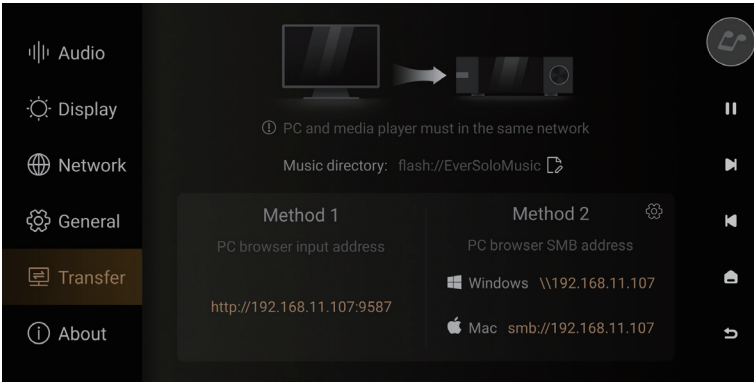 Audio
Display
Network
General
Transfer
About
PC and media player must in the same network
Music directory: flash://EverSoloMusic
Method 1
PC browser input address
http://192.168.11.107:9587
Method 2
PC browser SMB address
Windows \\192.168.11.107
Mac smb://192.168.11.107